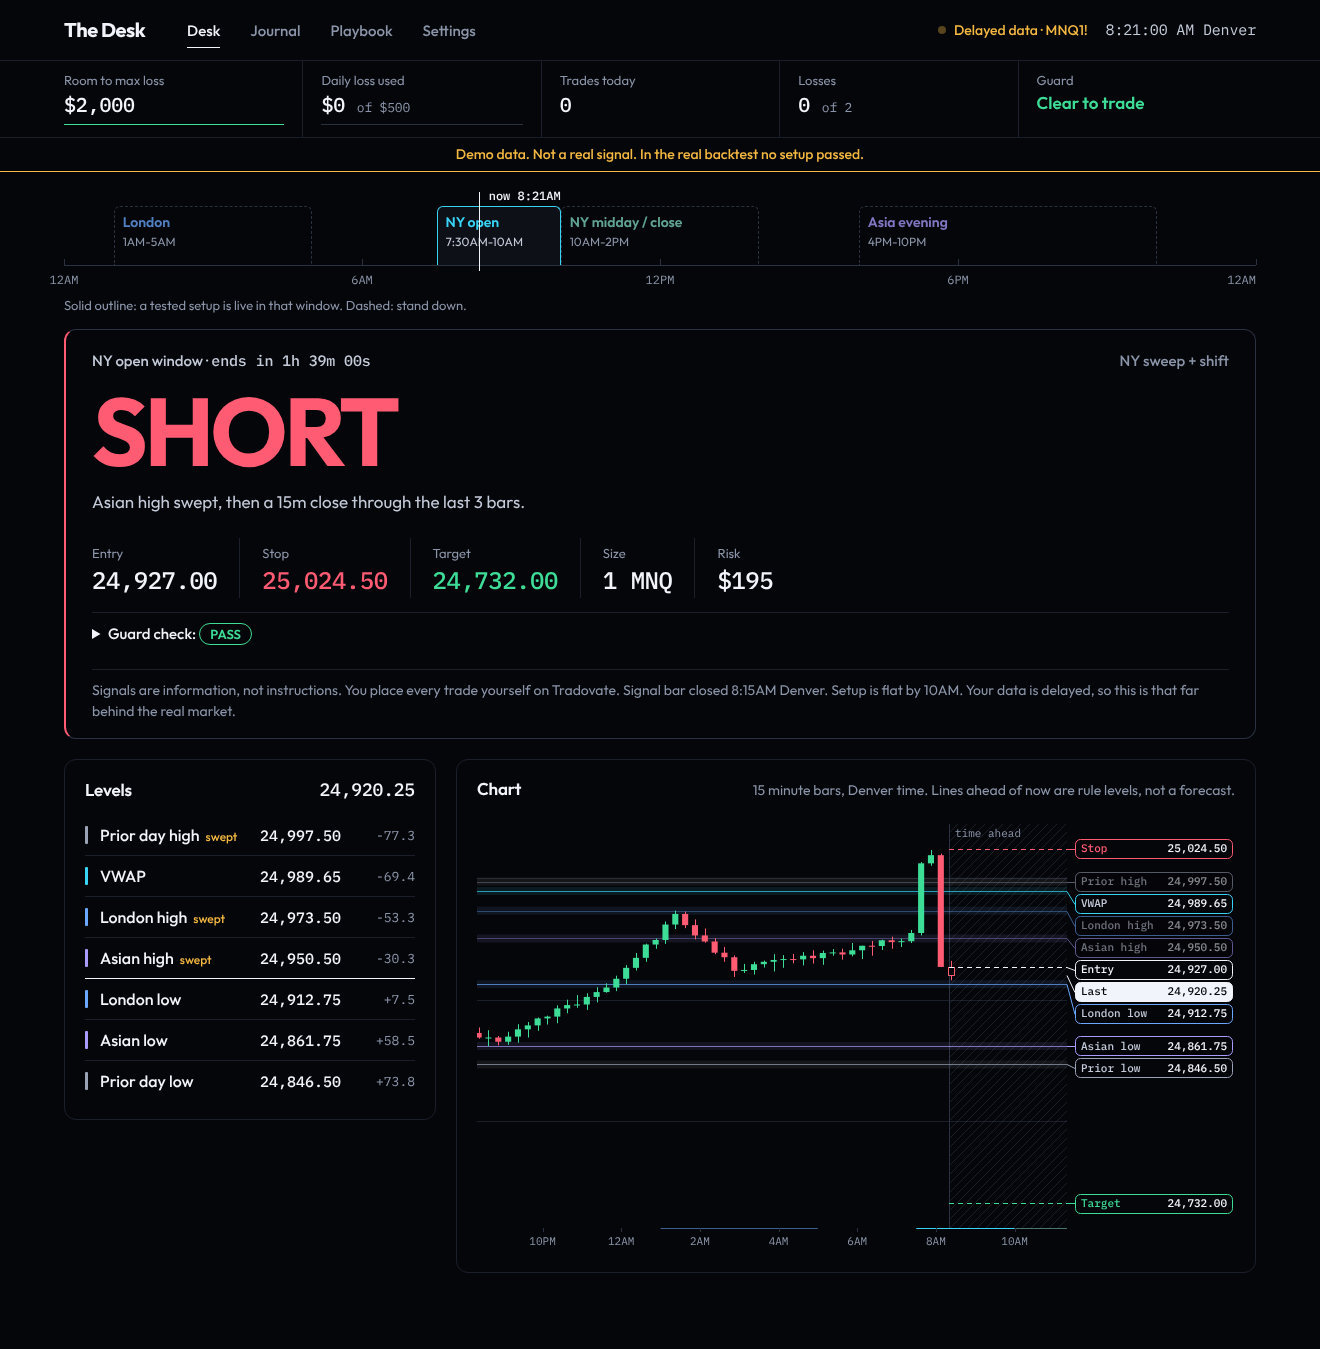 The Desk
Desk
Journal
Playbook
Settings
Delayed data · MNQ1!
8:21:00 AM Denver
Room to max loss
$2,000
Daily loss used
$0 of $500
Trades today
0
Losses
0 of 2
Guard
Clear to trade
Demo data. Not a real signal. In the real backtest no setup passed.
now 8:21AM
London
1AM-5AM
NY open
7:30AM-10AM
NY midday / close
10AM-2PM
Asia evening
4PM-10PM
12AM
6AM
12PM
6PM
12AM
Solid outline: a tested setup is live in that window. Dashed: stand down.
NY open window · ends in 1h 39m 00s
NY sweep + shift
SHORT
Asian high swept, then a 15m close through the last 3 bars.
Entry
24,927.00
Stop
25,024.50
Target
24,732.00
Size
1 MNQ
Risk
$195
Guard check: PASS
Signals are information, not instructions. You place every trade yourself on Tradovate. Signal bar closed 8:15AM Denver. Setup is flat by 10AM. Your data is delayed, so this is that far
behind the real market.
Levels
24,920.25
Prior day high swept 24,997.50 -77.3
VWAP 24,989.65 -69.4
London high swept 24,973.50 -53.3
Asian high swept 24,950.50 -30.3
London low 24,912.75 +7.5
Asian low 24,861.75 +58.5
Prior day low 24,846.50 +73.8
Chart
15 minute bars, Denver time. Lines ahead of now are rule levels, not a forecast.
time ahead
Stop 25,024.50
Prior high 24,997.50
VWAP 24,989.65
London high 24,973.50
Asian high 24,950.50
Entry 24,927.00
Last 24,920.25
London low 24,912.75
Asian low 24,861.75
Prior low 24,846.50
Target 24,732.00
10PM
12AM
2AM
4AM
6AM
8AM
10AM